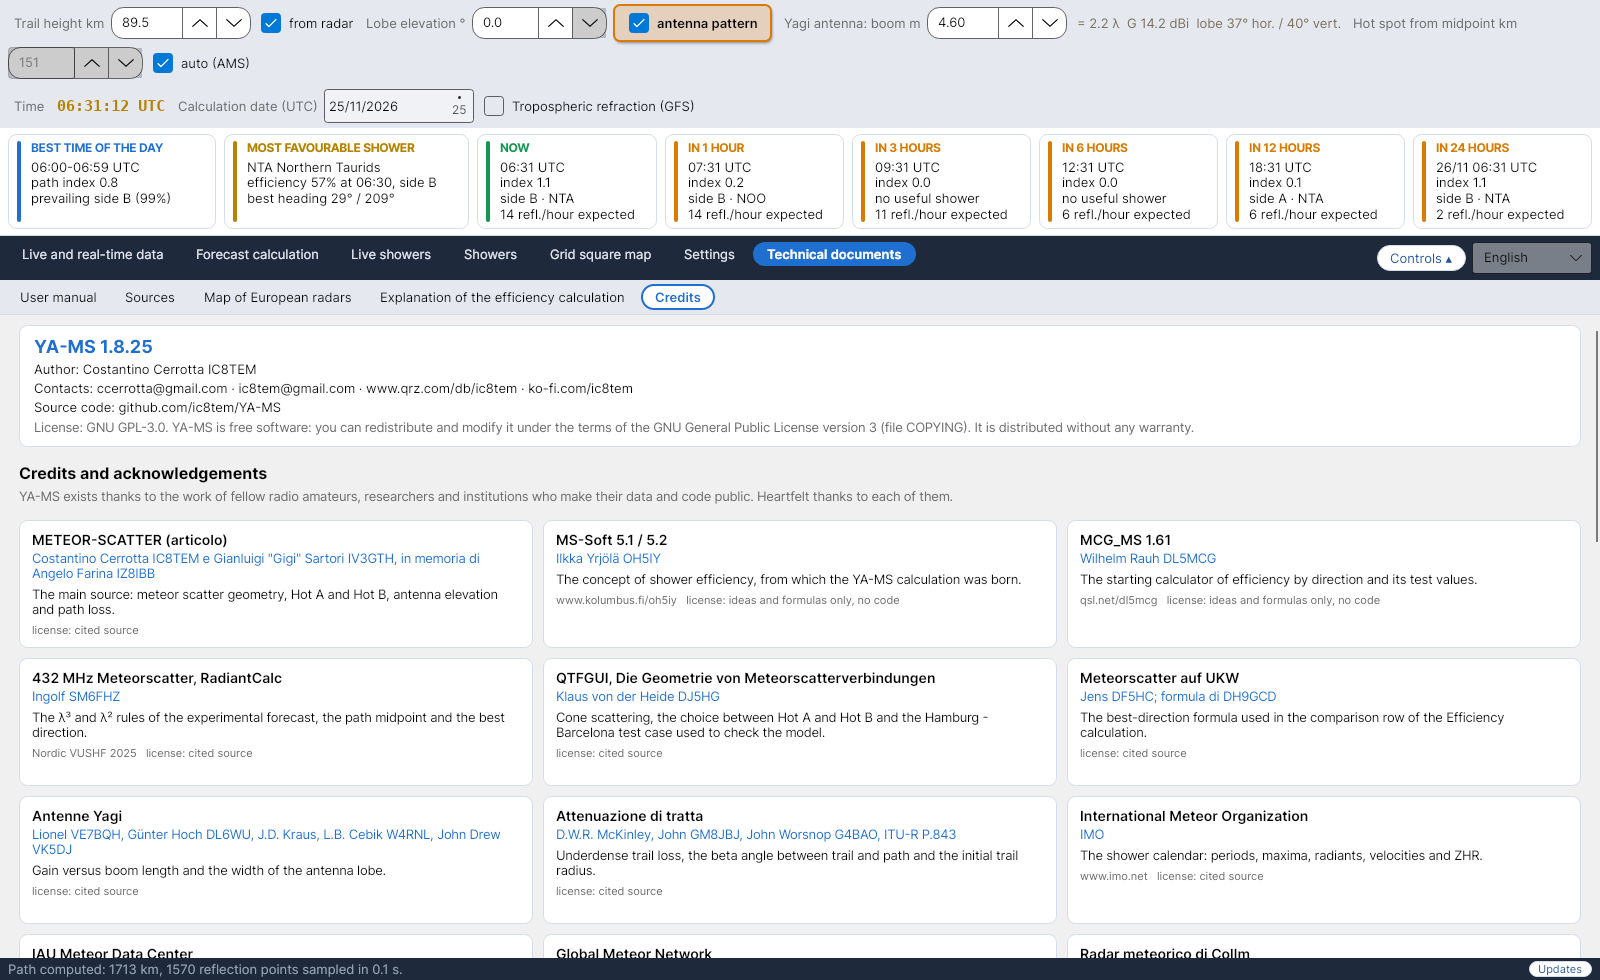 Trail height km 89.5 from radar Lobe elevation ° 0.0 antenna pattern Yagi antenna: boom m 4.60 = 2.2 λ G 14.2 dBi lobe 37° hor. / 40° vert. Hot spot from midpoint km
151 auto (AMS)
Time 06:31:12 UTC Calculation date (UTC) 25/11/2026 25 Tropospheric refraction (GFS)
BEST TIME OF THE DAY
06:00-06:59 UTC
path index 0.8
prevailing side B (99%)
MOST FAVOURABLE SHOWER
NTA Northern Taurids
efficiency 57% at 06:30, side B
best heading 29° / 209°
NOW
06:31 UTC
index 1.1
side B · NTA
14 refl./hour expected
IN 1 HOUR
07:31 UTC
index 0.2
side B · NOO
14 refl./hour expected
IN 3 HOURS
09:31 UTC
index 0.0
no useful shower
11 refl./hour expected
IN 6 HOURS
12:31 UTC
index 0.0
no useful shower
6 refl./hour expected
IN 12 HOURS
18:31 UTC
index 0.1
side A · NTA
6 refl./hour expected
IN 24 HOURS
26/11 06:31 UTC
index 1.1
side B · NTA
2 refl./hour expected
Live and real-time data Forecast calculation Live showers Showers Grid square map Settings Technical documents Controls ▴ English
User manual Sources Map of European radars Explanation of the efficiency calculation Credits
YA-MS 1.8.25
Author: Costantino Cerrotta IC8TEM
Contacts: ccerrotta@gmail.com · ic8tem@gmail.com · www.qrz.com/db/ic8tem · ko-fi.com/ic8tem
Source code: github.com/ic8tem/YA-MS
License: GNU GPL-3.0. YA-MS is free software: you can redistribute and modify it under the terms of the GNU General Public License version 3 (file COPYING). It is distributed without any warranty.
Credits and acknowledgements
YA-MS exists thanks to the work of fellow radio amateurs, researchers and institutions who make their data and code public. Heartfelt thanks to each of them.
METEOR-SCATTER (articolo)
Costantino Cerrotta IC8TEM e Gianluigi "Gigi" Sartori IV3GTH, in memoria di
Angelo Farina IZ8IBB
The main source: meteor scatter geometry, Hot A and Hot B, antenna elevation
and path loss.
license: cited source
MS-Soft 5.1 / 5.2
Ilkka Yrjölä OH5IY
The concept of shower efficiency, from which the YA-MS calculation was born.
www.kolumbus.fi/oh5iy license: ideas and formulas only, no code
MCG_MS 1.61
Wilhelm Rauh DL5MCG
The starting calculator of efficiency by direction and its test values.
qsl.net/dl5mcg license: ideas and formulas only, no code
432 MHz Meteorscatter, RadiantCalc
Ingolf SM6FHZ
The λ³ and λ² rules of the experimental forecast, the path midpoint and the best
direction.
Nordic VUSHF 2025 license: cited source
QTFGUI, Die Geometrie von Meteorscatterverbindungen
Klaus von der Heide DJ5HG
Cone scattering, the choice between Hot A and Hot B and the Hamburg -
Barcelona test case used to check the model.
license: cited source
Meteorscatter auf UKW
Jens DF5HC; formula di DH9GCD
The best-direction formula used in the comparison row of the Efficiency
calculation.
license: cited source
Antenne Yagi
Lionel VE7BQH, Günter Hoch DL6WU, J.D. Kraus, L.B. Cebik W4RNL, John Drew
VK5DJ
Gain versus boom length and the width of the antenna lobe.
license: cited source
Attenuazione di tratta
D.W.R. McKinley, John GM8JBJ, John Worsnop G4BAO, ITU-R P.843
Underdense trail loss, the beta angle between trail and path and the initial trail
radius.
license: cited source
International Meteor Organization
IMO
The shower calendar: periods, maxima, radiants, velocities and ZHR.
www.imo.net license: cited source
IAU Meteor Data Center
Global Meteor Network
Radar meteorico di Collm
Path computed: 1713 km, 1570 reflection points sampled in 0.1 s.
Updates